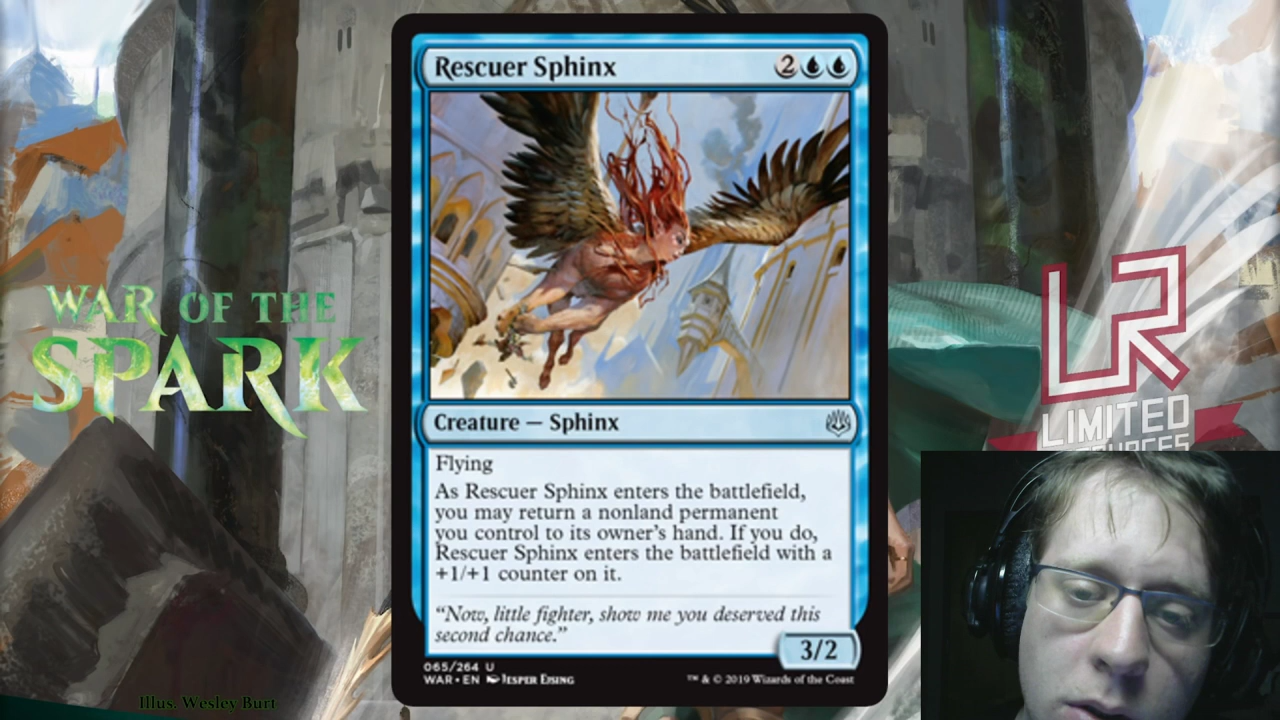 Rescuer Sphinx 2
WAR OF THE
SPARK
LR
LIMITED
Creature — Sphinx
Flying
As Rescuer Sphinx enters the battlefield,
you may return a nonland permanent
you control to its owner's hand. If you do,
Rescuer Sphinx enters the battlefield with a
+1/+1 counter on it.
"Now, little fighter, show me you deserved this
second chance."
3/2
065/264 U
WAR • EN JESPER EJSING
™ & © 2019 Wizards of the Coast
Illus. Wesley Burt